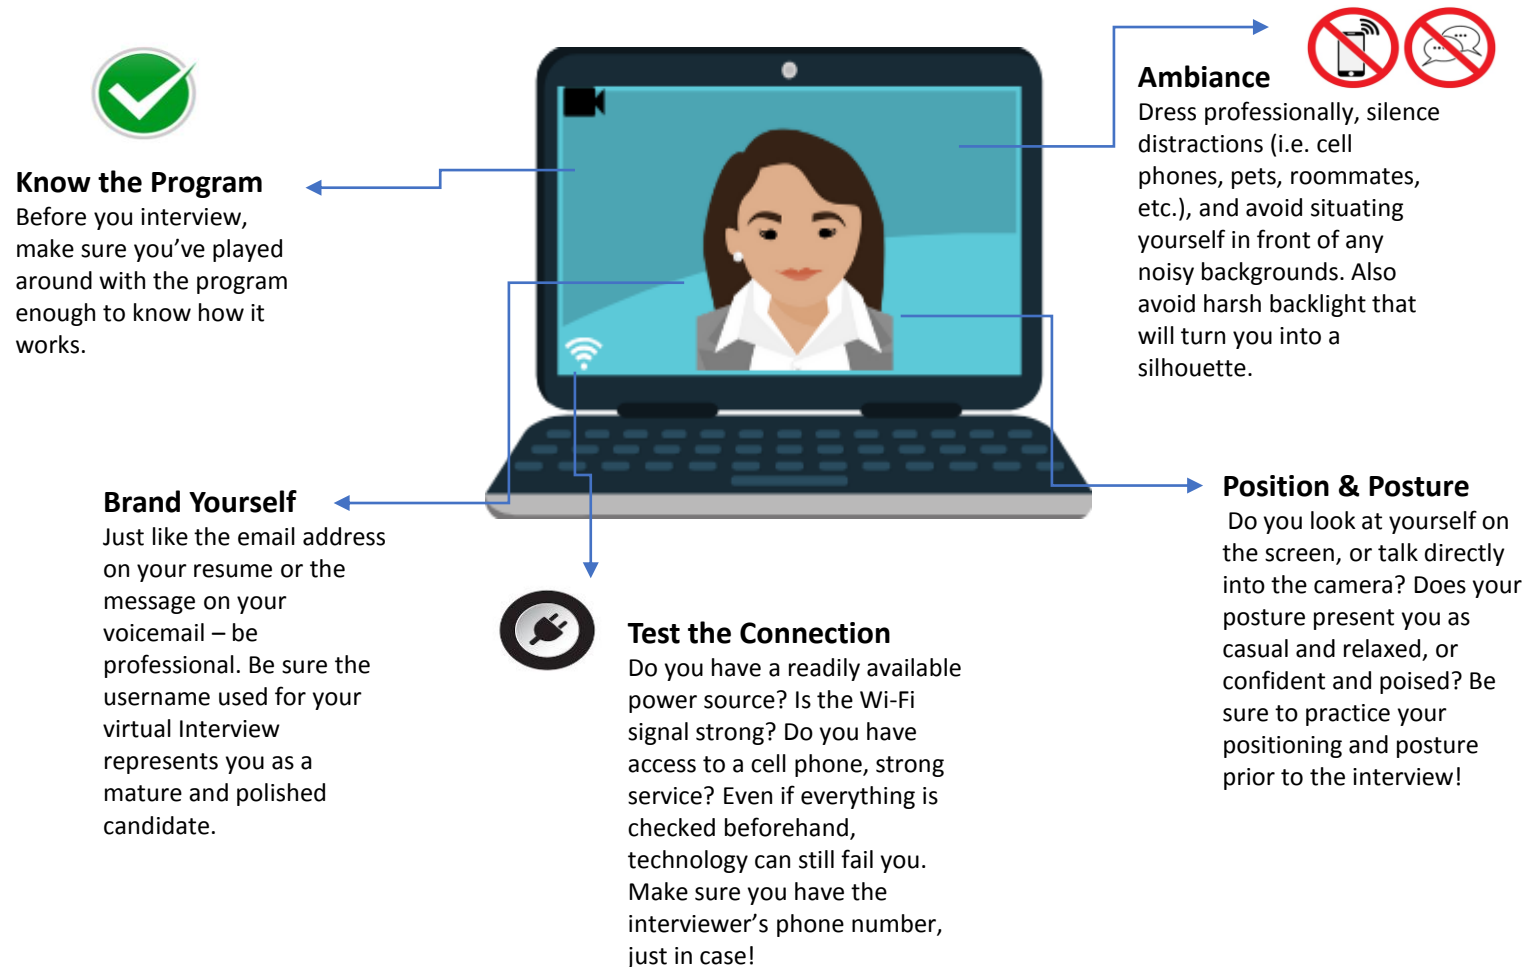 Know the Program
Before you interview,
make sure you’ve played
around with the program
enough to know how it
works.
Brand Yourself
Just like the email address
on your resume or the
message on your
voicemail – be
professional. Be sure the
username used for your
virtual Interview
represents you as a
mature and polished
candidate.
Test the Connection
Do you have a readily available
power source? Is the Wi-Fi
signal strong? Do you have
access to a cell phone, strong
service? Even if everything is
checked beforehand,
technology can still fail you.
Make sure you have the
interviewer’s phone number,
just in case!
Ambiance
Dress professionally, silence
distractions (i.e. cell
phones, pets, roommates,
etc.), and avoid situating
yourself in front of any
noisy backgrounds. Also
avoid harsh backlight that
will turn you into a
silhouette.
Position & Posture
Do you look at yourself on
the screen, or talk directly
into the camera? Does your
posture present you as
casual and relaxed, or
confident and poised? Be
sure to practice your
positioning and posture
prior to the interview!